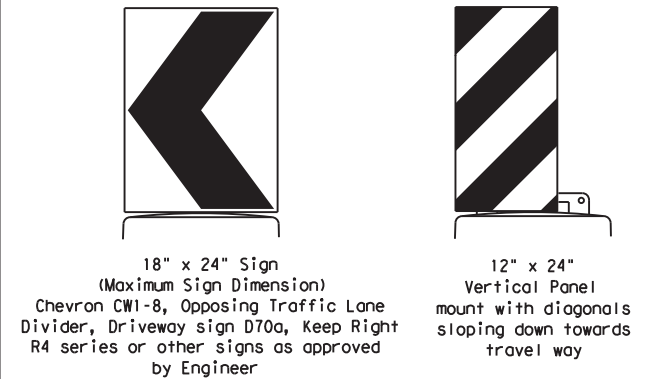 18" x 24" Sign
(Maximum Sign Dimension)
Chevron CW1-8, Opposing Traffic Lane
Divider, Driveway sign D70a, Keep Right
R4 series or other signs as approved
by Engineer
12" x 24"
Vertical Panel
mount with diagonals
sloping down towards
travel way